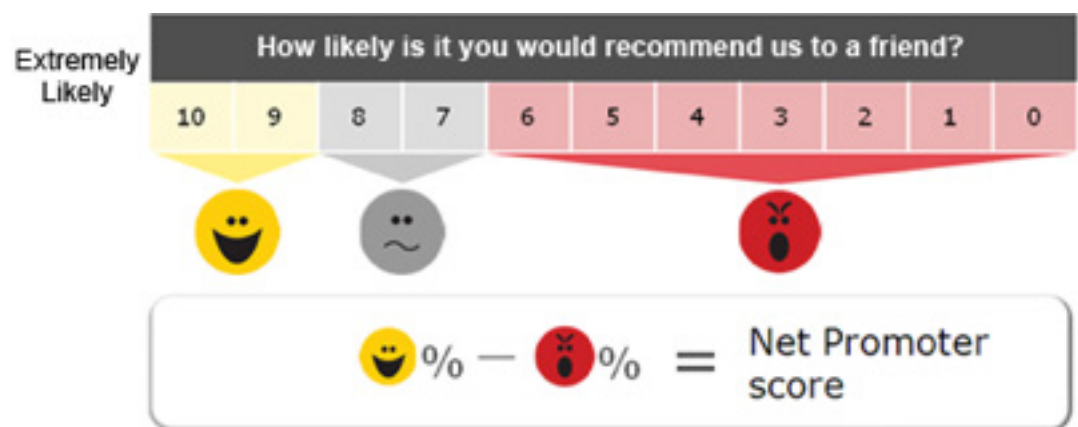 How likely is it you would recommend us to a friend?
Extremely
Likely
10 9 8 7 6 5 4 3 2 1 0
% − % = Net Promoter
score